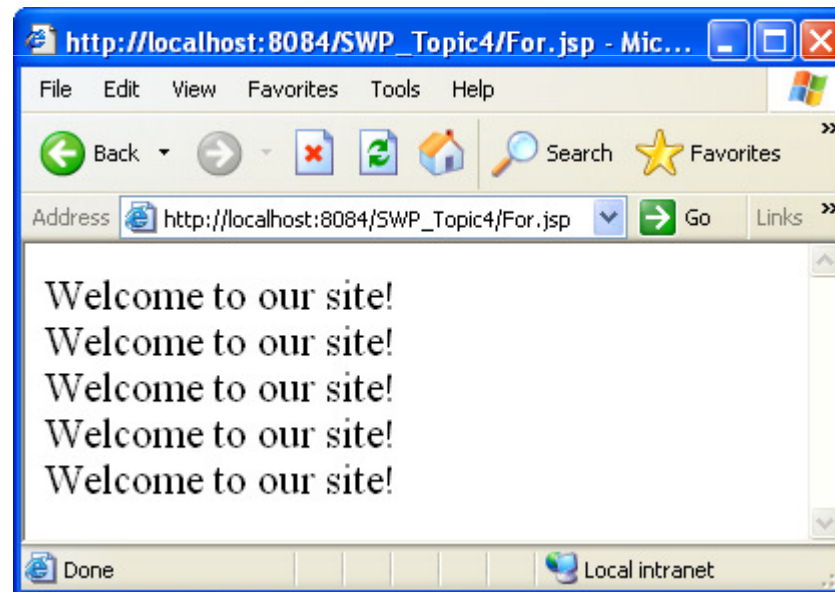 http://localhost:8084/SWP_Topic4/For.jsp - Mic...
File Edit View Favorites Tools Help
Back Search Favorites »
Address http://localhost:8084/SWP_Topic4/For.jsp Go Links »
Welcome to our site!
Welcome to our site!
Welcome to our site!
Welcome to our site!
Welcome to our site!
Done Local intranet